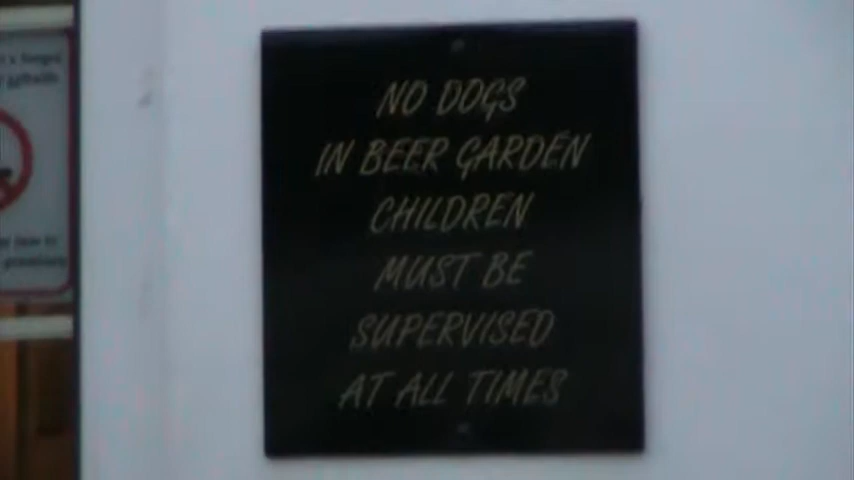 NO DOGS
IN BEER GARDEN
CHILDREN
MUST BE
SUPERVISED
AT ALL TIMES